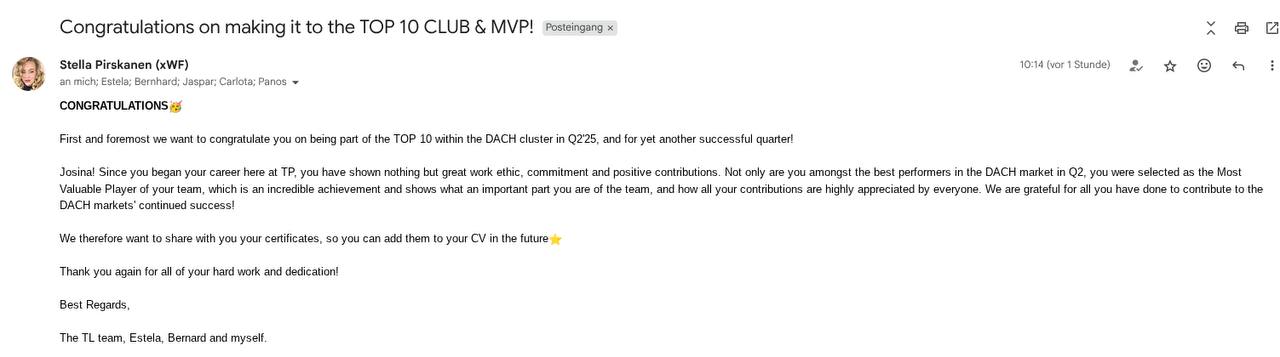 Congratulations on making it to the TOP 10 CLUB & MVP! Posteingang ×
Stella Pirskanen (xWF) 10:14 (vor 1 Stunde)
an mich; Estela; Bernhard; Jaspar; Carlota; Panos
CONGRATULATIONS🥳
First and foremost we want to congratulate you on being part of the TOP 10 within the DACH cluster in Q2'25, and for yet another successful quarter!
Josina! Since you began your career here at TP, you have shown nothing but great work ethic, commitment and positive contributions. Not only are you amongst the best performers in the DACH market in Q2, you were selected as the Most
Valuable Player of your team, which is an incredible achievement and shows what an important part you are of the team, and how all your contributions are highly appreciated by everyone. We are grateful for all you have done to contribute to the
DACH markets' continued success!
We therefore want to share with you your certificates, so you can add them to your CV in the future⭐
Thank you again for all of your hard work and dedication!
Best Regards,
The TL team, Estela, Bernard and myself.